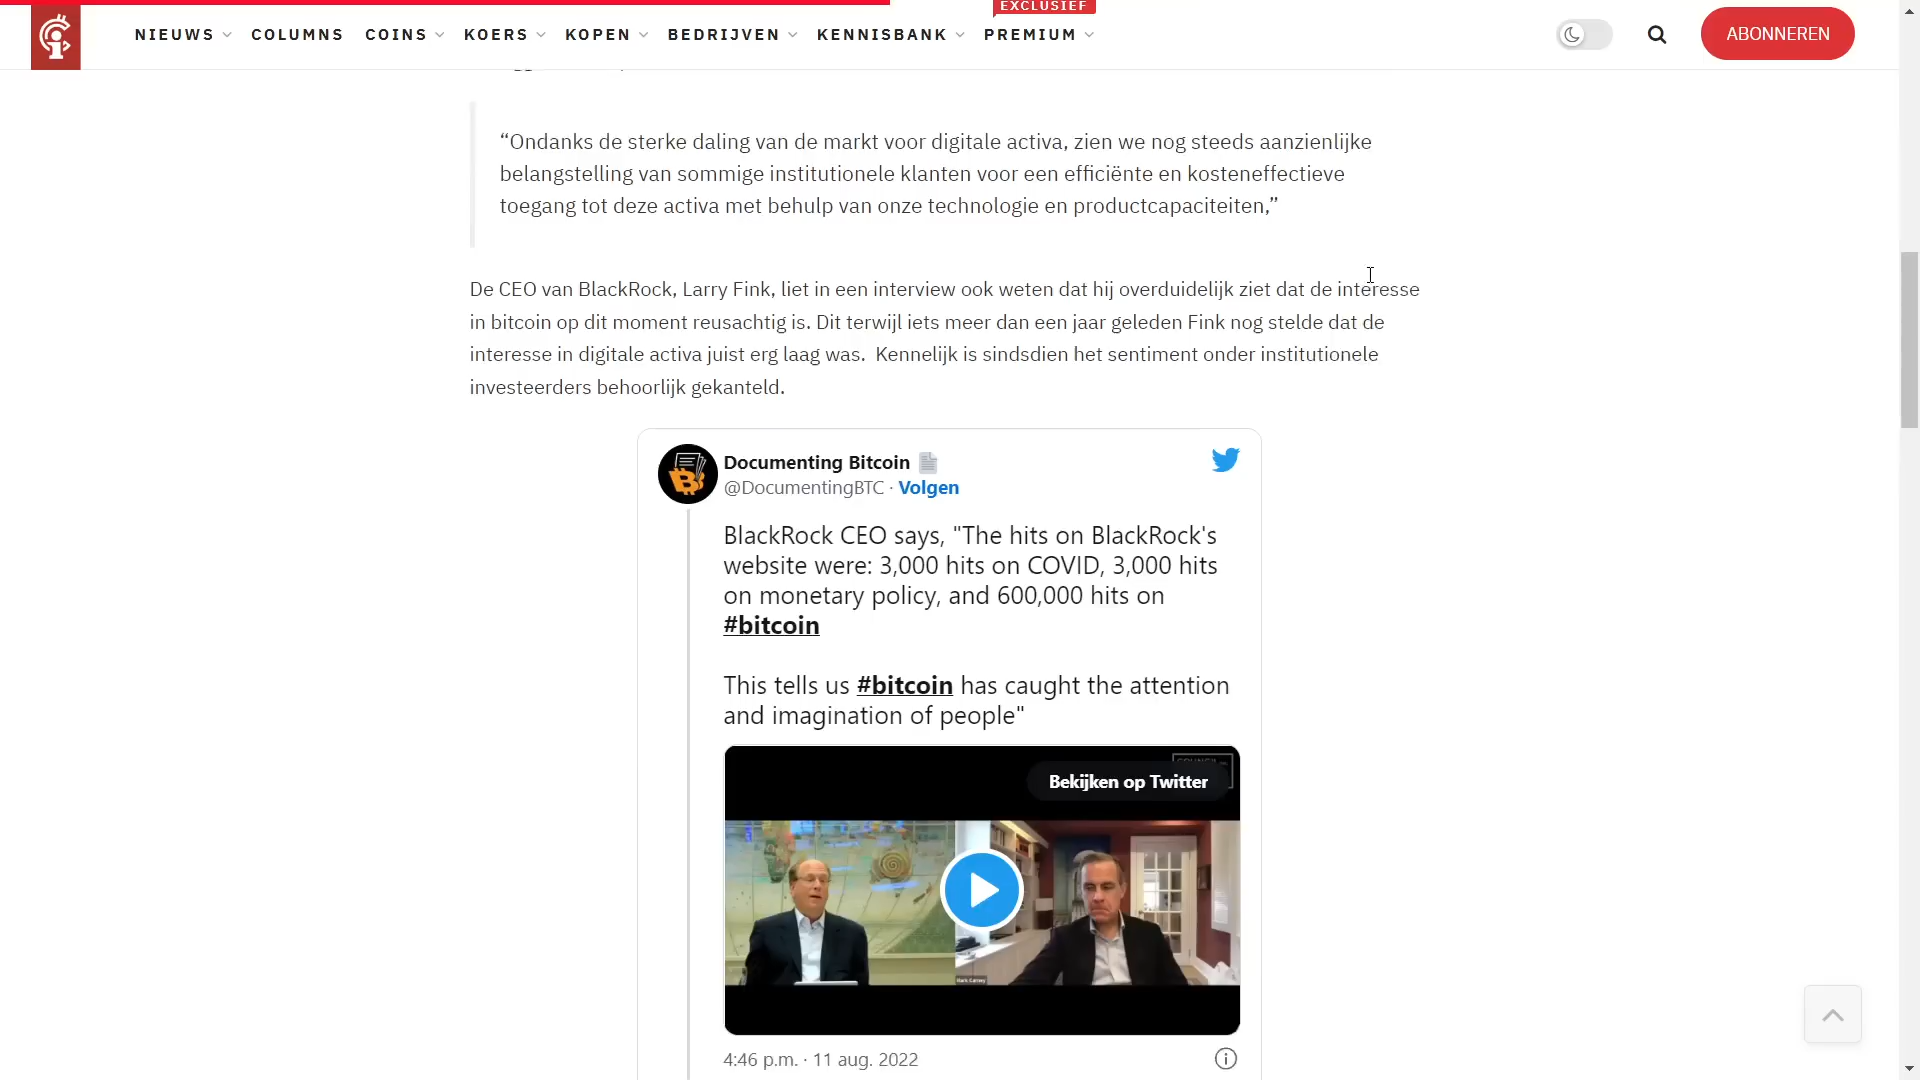 EXCLUSIEF
NIEUWS COLUMNS COINS KOERS KOPEN BEDRIJVEN KENNISBANK PREMIUM
ABONNEREN
“Ondanks de sterke daling van de markt voor digitale activa, zien we nog steeds aanzienlijke
belangstelling van sommige institutionele klanten voor een efficiënte en kosteneffectieve
toegang tot deze activa met behulp van onze technologie en productcapaciteiten,”
De CEO van BlackRock, Larry Fink, liet in een interview ook weten dat hij overduidelijk ziet dat de interesse
in bitcoin op dit moment reusachtig is. Dit terwijl iets meer dan een jaar geleden Fink nog stelde dat de
interesse in digitale activa juist erg laag was. Kennelijk is sindsdien het sentiment onder institutionele
investeerders behoorlijk gekanteld.
Documenting Bitcoin
@DocumentingBTC · Volgen
BlackRock CEO says, "The hits on BlackRock's
website were: 3,000 hits on COVID, 3,000 hits
on monetary policy, and 600,000 hits on
#bitcoin
This tells us #bitcoin has caught the attention
and imagination of people"
Bekijken op Twitter
Mark Carney
4:46 p.m. · 11 aug. 2022